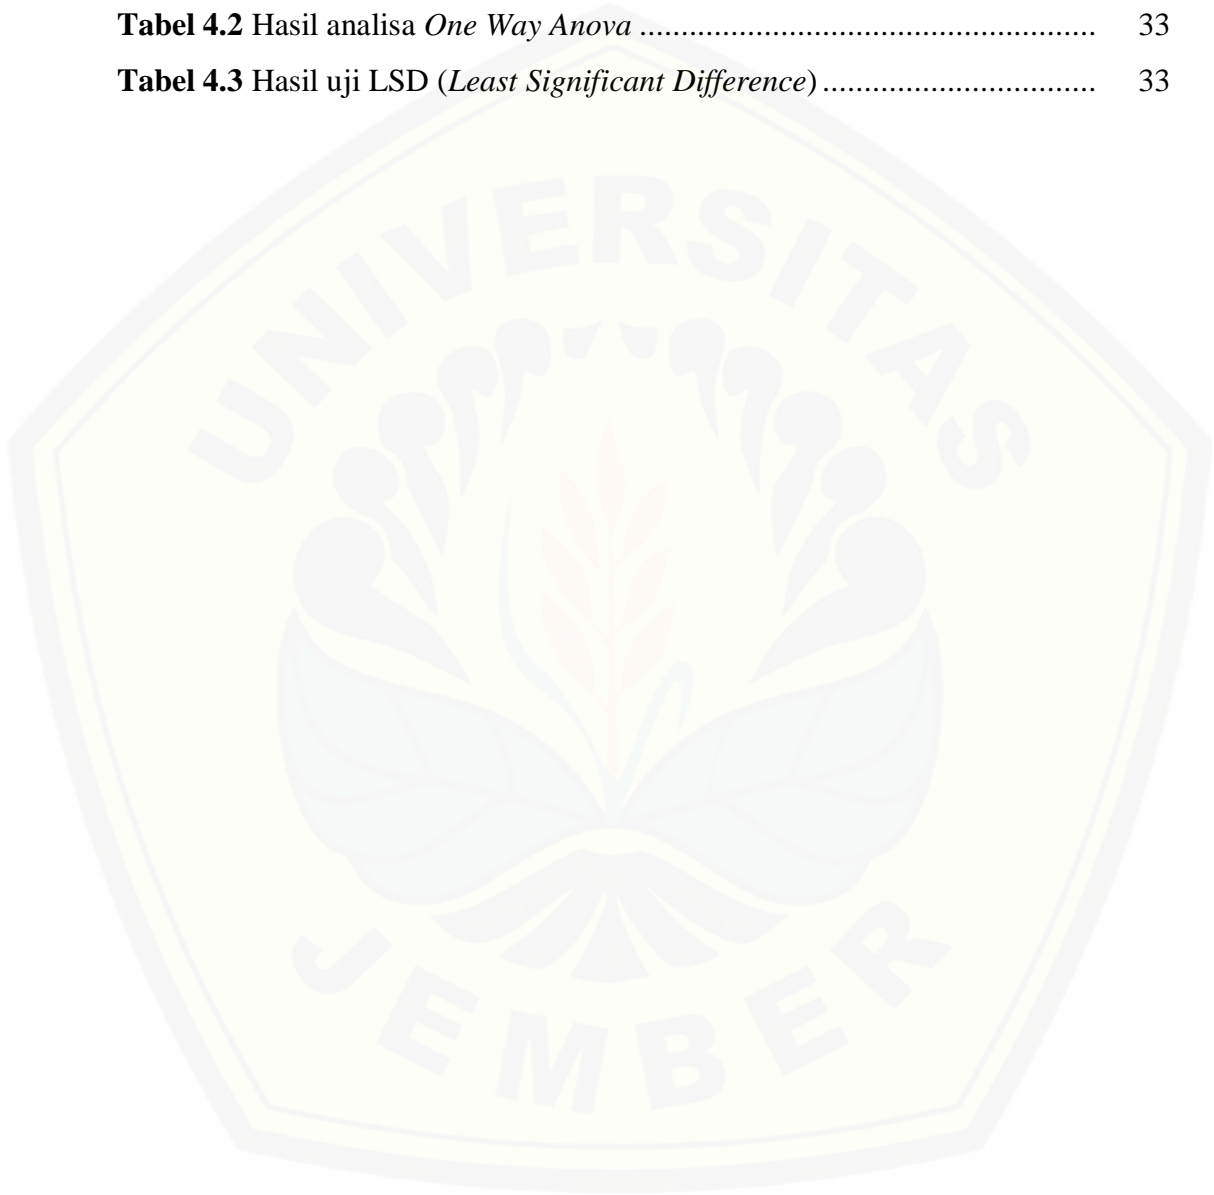 Tabel 4.2 Hasil analisa One Way Anova ....................................................... 33
Tabel 4.3 Hasil uji LSD (Least Significant Difference) ................................. 33
UNIVERSITAS
JEMBER